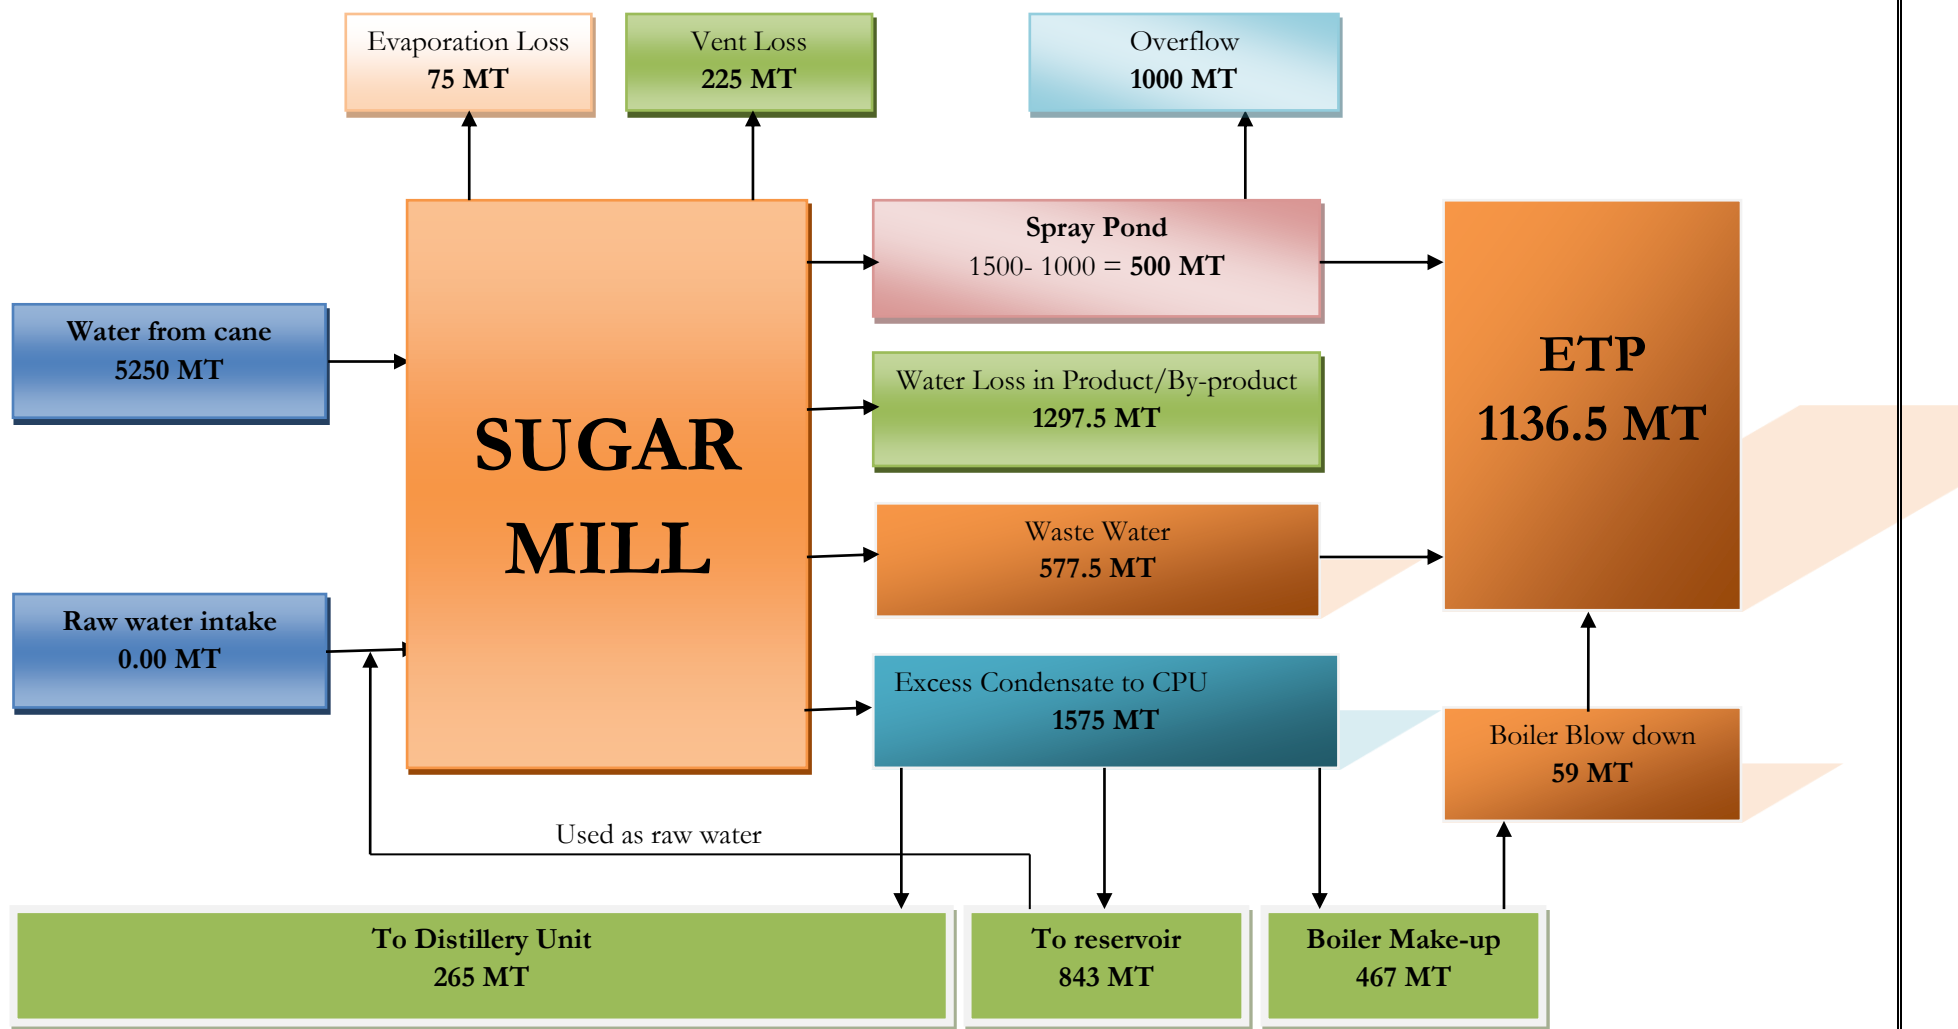 Evaporation Loss
75 MT
Vent Loss
225 MT
Overflow
1000 MT
Water from cane
5250 MT
Raw water intake
0.00 MT
SUGAR
MILL
Spray Pond
1500- 1000 = 500 MT
Water Loss in Product/By-product
1297.5 MT
Waste Water
577.5 MT
Excess Condensate to CPU
1575 MT
ETP
1136.5 MT
Boiler Blow down
59 MT
Used as raw water
To Distillery Unit
265 MT
To reservoir
843 MT
Boiler Make-up
467 MT